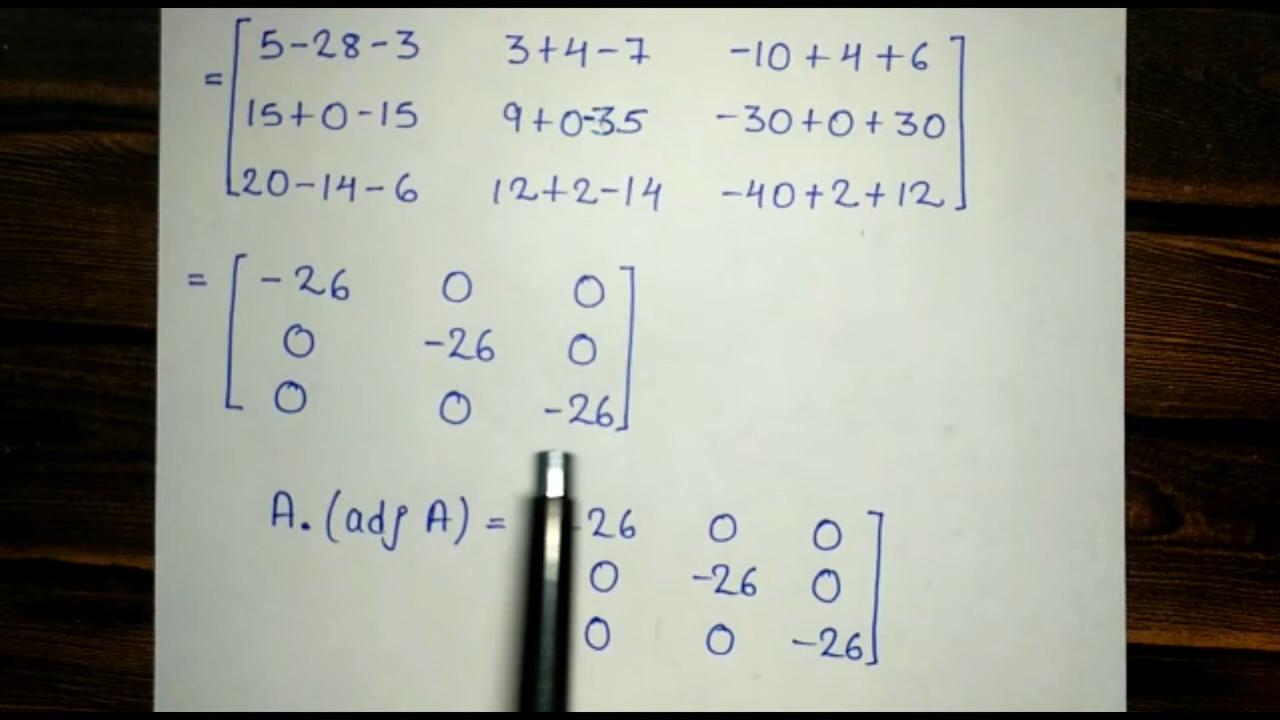 = [ 5-28-3 3+4-7 -10+4+6 ]
15+0-15 9+0-35 -30+0+30
20-14-6 12+2-14 -40+2+12
= [ -26 0 0 ]
0 -26 0
0 0 -26
A. (adj A) = -26 0 0 ]
0 -26 0
0 0 -26